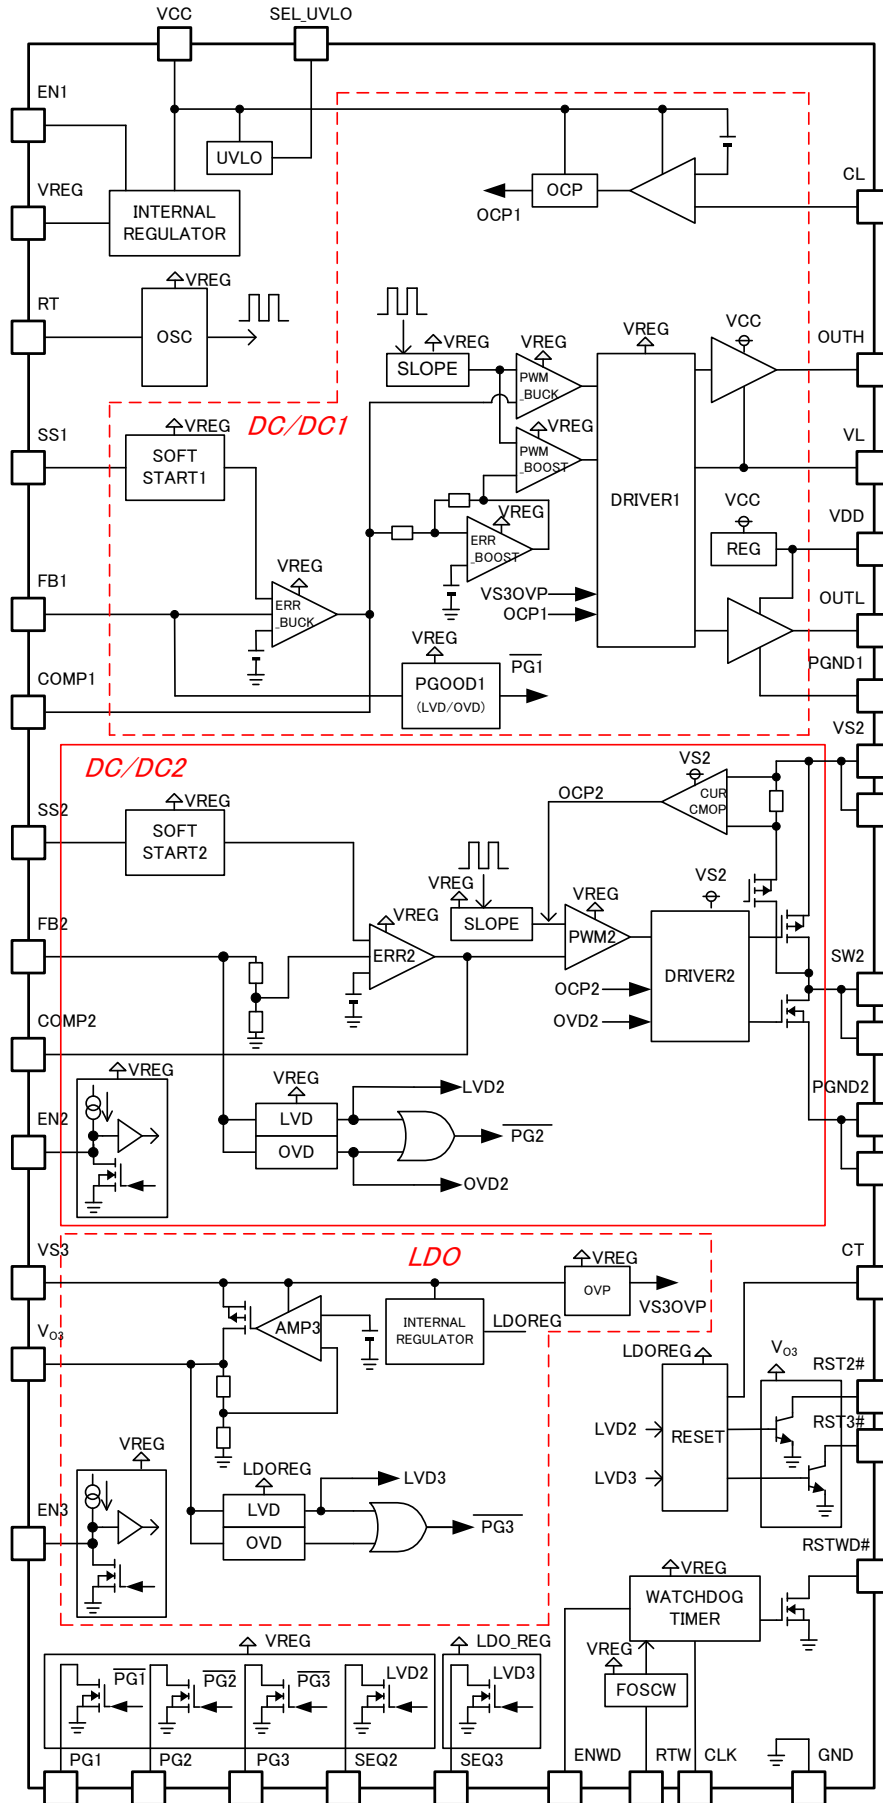 VCC
SEL_UVLO
EN1
UVLO
VREG
INTERNAL
REGULATOR
OCP
OCP1
CL
RT
VREG
OSC
VREG
SLOPE
VREG
PWM
_BUCK
VREG
VCC
OUTH
DC/DC1
SS1
VREG
SOFT
START1
VREG
PWM
_BOOST
DRIVER1
VL
VCC
REG
VDD
VREG
ERR
_BOOST
FB1
VREG
ERR
_BUCK
VS3OVP
OCP1
OUTL
VREG
PG1
PGOOD1
(LVD/OVD)
PGND1
COMP1
VS2
DC/DC2
VS2
CUR
CMOP
OCP2
SS2
VREG
SOFT
START2
VREG
SLOPE
VREG
PWM2
VS2
FB2
VREG
ERR2
DRIVER2
SW2
OCP2
OVD2
COMP2
VREG
VREG
LVD2
PGND2
EN2
LVD
OVD
PG2
OVD2
VS3
LDO
VREG
OVP
VS3OVP
CT
AMP3
INTERNAL
REGULATOR
LDOREG
VO3
LDOREG
VO3
RST2#
LVD2
RESET
RST3#
LVD3
VREG
LDOREG
LVD3
EN3
LVD
OVD
PG3
RSTWD#
VREG
WATCHDOG
TIMER
VREG
LDO_REG
VREG
FOSCW
PG1
PG2
PG3
LVD2
LVD3
PG1
PG2
PG3
SEQ2
SEQ3
ENWD
RTW
CLK
GND